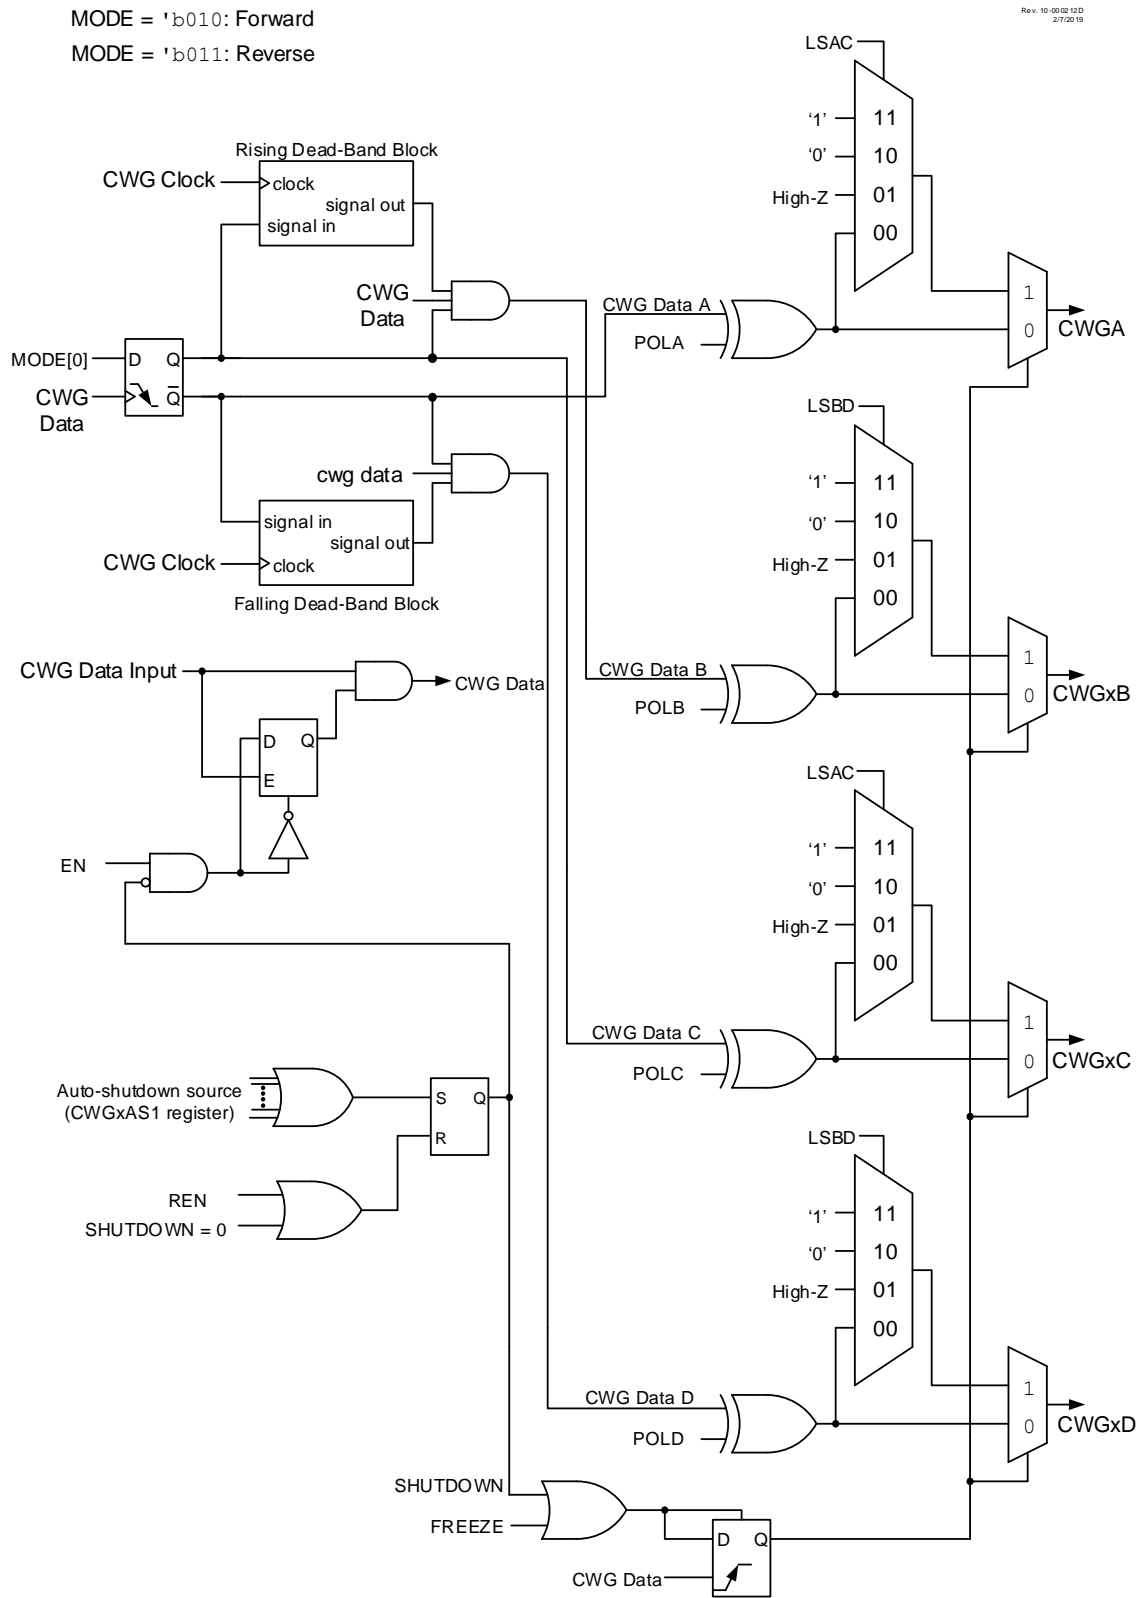 MODE = 'b010: Forward
MODE = 'b011: Reverse
Rev. 10-000212D
2/7/2019
LSAC
'1'
11
'0'
10
High-Z
01
00
Rising Dead-Band Block
CWG Clock
clock
signal out
signal in
CWG
Data
CWG Data A
POLA
1
0
CWGA
MODE[0]
D
Q
CWG
Data
Q
cwg data
signal in
signal out
CWG Clock
clock
Falling Dead-Band Block
LSBD
'1'
11
'0'
10
High-Z
01
00
CWG Data Input
CWG Data
CWG Data B
POLB
1
0
CWGxB
D
Q
E
EN
LSAC
'1'
11
'0'
10
High-Z
01
00
CWG Data C
POLC
1
0
CWGxC
Auto-shutdown source
(CWGxAS1 register)
S
Q
R
REN
SHUTDOWN = 0
LSBD
'1'
11
'0'
10
High-Z
01
00
CWG Data D
POLD
1
0
CWGxD
SHUTDOWN
FREEZE
D
Q
CWG Data